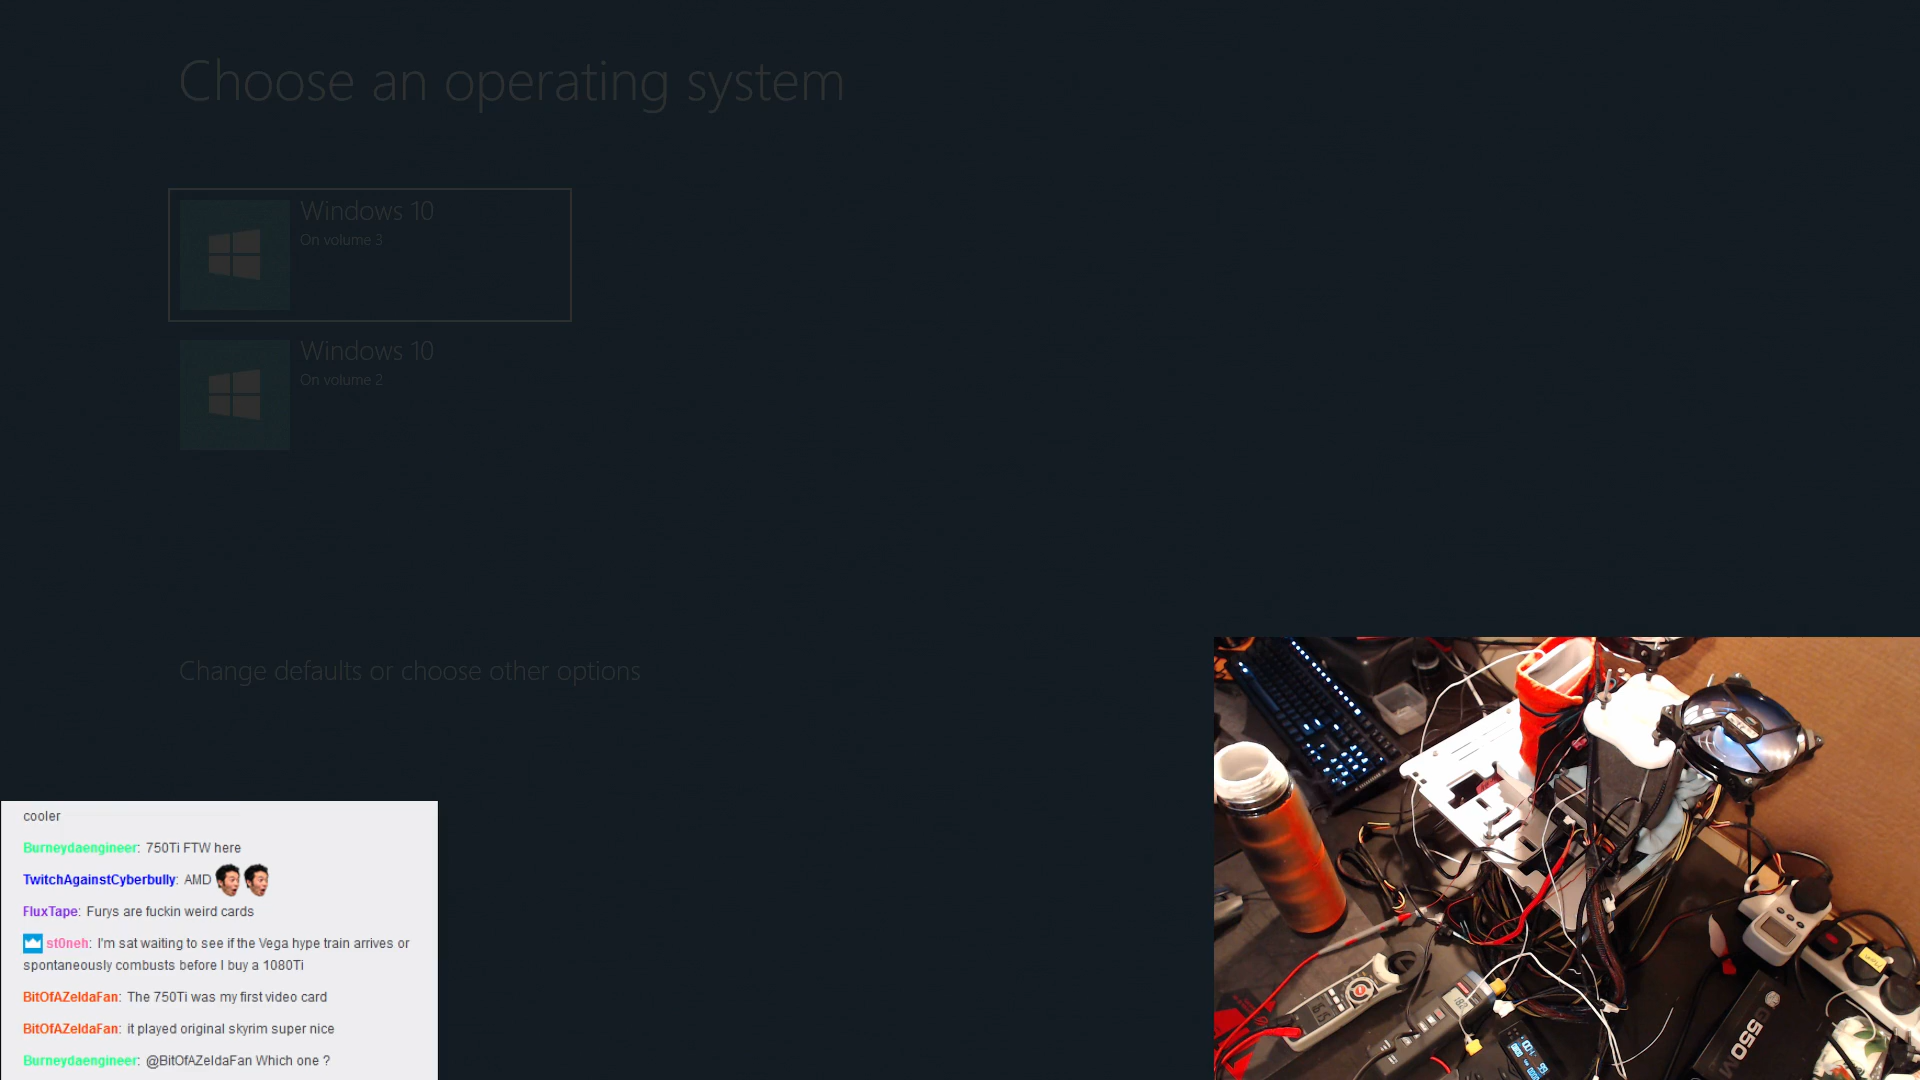 Choose an operating system
Windows 10
On volume 3
Windows 10
On volume 2
Change defaults or choose other options
cooler
Burneydaengineer: 750Ti FTW here
TwitchAgainstCyberbully: AMD
FluxTape: Furys are fuckin weird cards
st0neh: I'm sat waiting to see if the Vega hype train arrives or
spontaneously combusts before I buy a 1080Ti
BitOfAZeldaFan: The 750Ti was my first video card
BitOfAZeldaFan: it played original skyrim super nice
Burneydaengineer: @BitOfAZeldaFan Which one ?
G550M